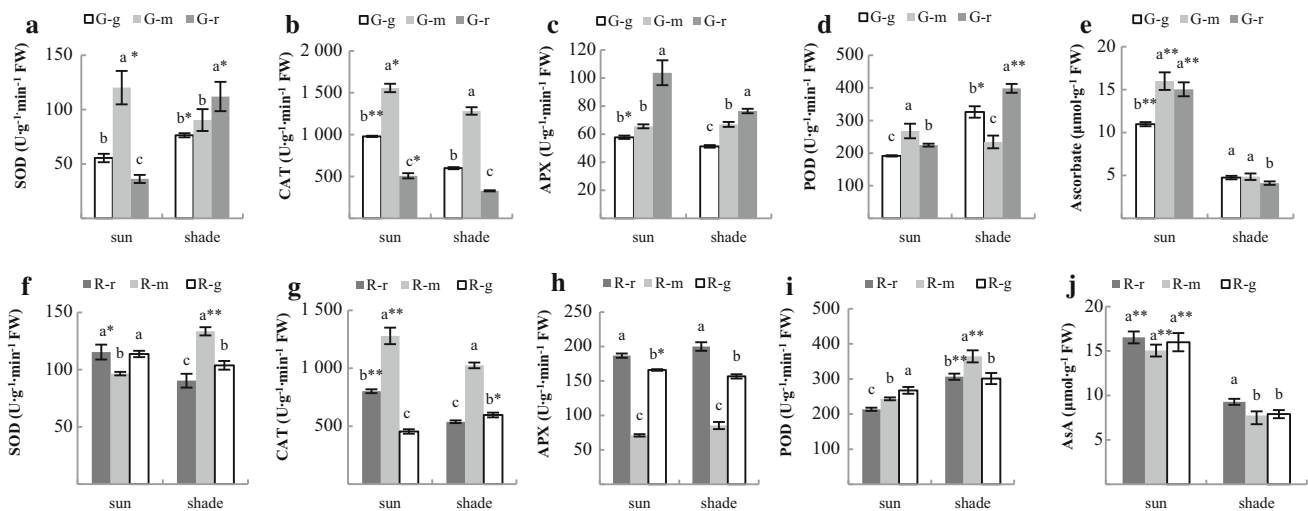 a
G-g G-m G-r
SOD (U·g⁻¹·min⁻¹ FW)
150
100
50
b
a *
c
b*
b
a*
sun shade
b
G-g G-m G-r
CAT (U·g⁻¹·min⁻¹ FW)
2 000
1 500
1 000
500
b**
a*
c*
b
a
c
sun shade
c
G-g G-m G-r
APX (U·g⁻¹·min⁻¹ FW)
120
100
80
60
40
20
b*
b
a
c
b
a
sun shade
d
G-g G-m G-r
POD (U·g⁻¹·min⁻¹ FW)
500
400
300
200
100
c
a
b
b*
c
a**
sun shade
e
G-g G-m G-r
Ascorbate (µmol·g⁻¹ FW)
20
15
10
5
b**
a**
a**
a
a
b
sun shade
f
R-r R-m R-g
SOD (U·g⁻¹·min⁻¹ FW)
150
100
50
a*
b
a
c
a**
b
sun shade
g
R-r R-m R-g
CAT (U·g⁻¹·min⁻¹ FW)
1 500
1 000
500
b**
a**
c
c
a
b*
sun shade
h
R-r R-m R-g
APX (U·g⁻¹·min⁻¹ FW)
250
200
150
100
50
a
c
b*
a
c
b
sun shade
i
R-r R-m R-g
POD (U·g⁻¹·min⁻¹ FW)
500
400
300
200
100
c
b
a
b**
a**
b
sun shade
j
R-r R-m R-g
AsA (µmol·g⁻¹ FW)
20
15
10
5
a**
a**
a**
a
b
b
sun shade